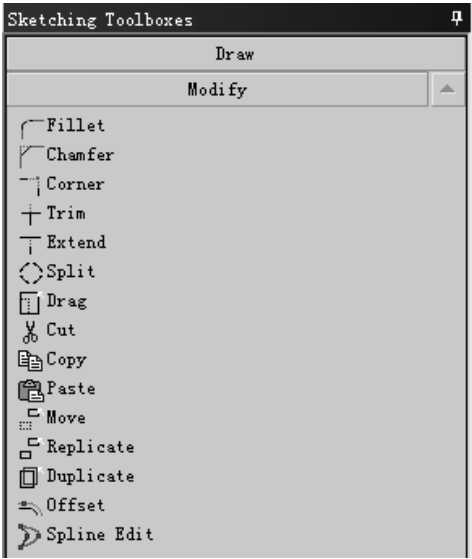 Sketching Toolboxes
Draw
Modify
Fillet
Chamfer
Corner
Trim
Extend
Split
Drag
Cut
Copy
Paste
Move
Replicate
Duplicate
Offset
Spline Edit